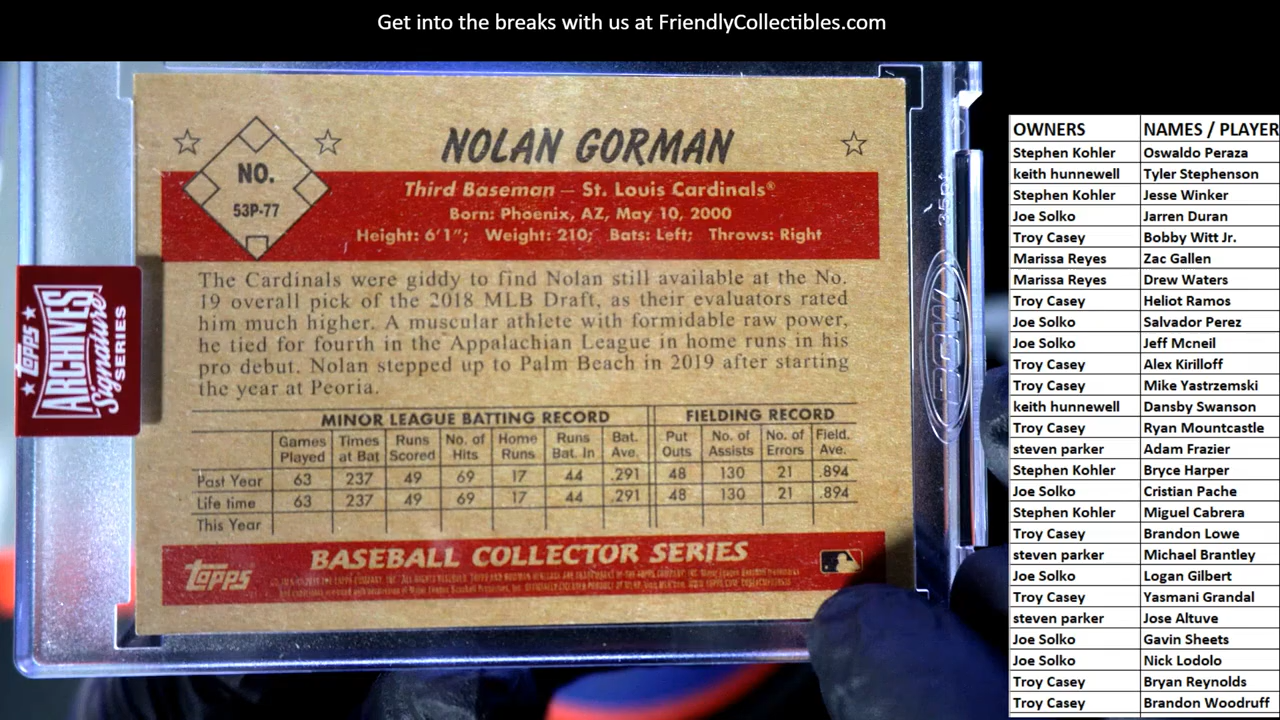 Get into the breaks with us at FriendlyCollectibles.com
NOLAN GORMAN
NO.
53P-77
Third Baseman — St. Louis Cardinals®
Born: Phoenix, AZ, May 10, 2000
Height: 6'1"; Weight: 210; Bats: Left; Throws: Right
The Cardinals were giddy to find Nolan still available at the No.
19 overall pick of the 2018 MLB Draft, as their evaluators rated
him much higher. A muscular athlete with formidable raw power,
he tied for fourth in the Appalachian League in home runs in his
pro debut. Nolan stepped up to Palm Beach in 2019 after starting
the year at Peoria.
MINOR LEAGUE BATTING RECORD FIELDING RECORD
Games Times Runs No. of Home Runs Bat. Put No. of No. of Field.
Played at Bat Scored Hits Runs Bat. In Ave. Outs Assists Errors Ave.
Past Year 63 237 49 69 17 44 .291 48 130 21 .894
Life time 63 237 49 69 17 44 .291 48 130 21 .894
This Year
topps BASEBALL COLLECTOR SERIES
topps
ARCHIVES
Signature
SERIES
OWNERS NAMES / PLAYER
Stephen Kohler Oswaldo Peraza
keith hunnewell Tyler Stephenson
Stephen Kohler Jesse Winker
Joe Solko Jarren Duran
Troy Casey Bobby Witt Jr.
Marissa Reyes Zac Gallen
Marissa Reyes Drew Waters
Troy Casey Heliot Ramos
Joe Solko Salvador Perez
Joe Solko Jeff Mcneil
Troy Casey Alex Kirilloff
Troy Casey Mike Yastrzemski
keith hunnewell Dansby Swanson
Troy Casey Ryan Mountcastle
steven parker Adam Frazier
Stephen Kohler Bryce Harper
Joe Solko Cristian Pache
Stephen Kohler Miguel Cabrera
Troy Casey Brandon Lowe
steven parker Michael Brantley
Joe Solko Logan Gilbert
Troy Casey Yasmani Grandal
steven parker Jose Altuve
Joe Solko Gavin Sheets
Joe Solko Nick Lodolo
Troy Casey Bryan Reynolds
Troy Casey Brandon Woodruff